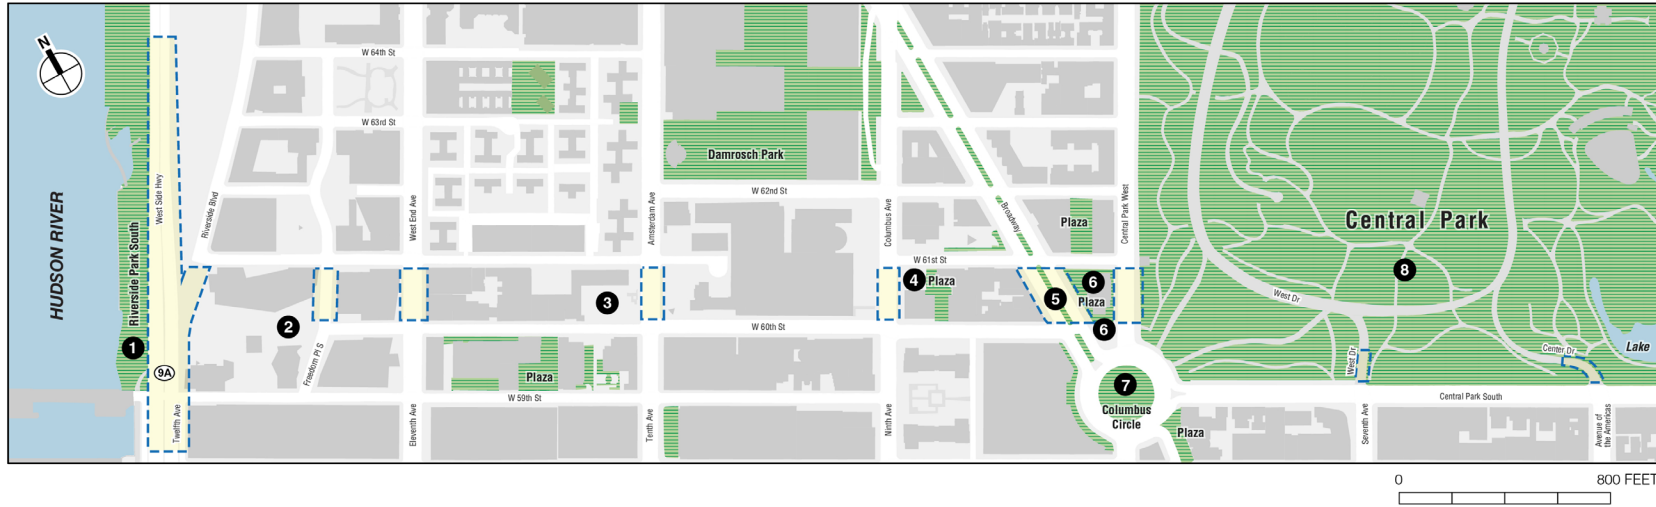 N
HUDSON RIVER
Riverside Park South
West Side Hwy
9A
Twelfth Ave
Riverside Blvd
Freedom Pl S
W 64th St
W 63rd St
West End Ave
Eleventh Ave
Amsterdam Ave
Tenth Ave
Damrosch Park
W 62nd St
Columbus Ave
Ninth Ave
W 61st St
W 60th St
W 59th St
Plaza
Broadway
Plaza
Central Park West
Plaza
Plaza
Columbus
Circle
Plaza
Central Park
West Dr
West Dr
Center Dr
Lake
Central Park South
Seventh Ave
Avenue of
the Americas
1
2
3
4
5
6
6
7
8
0 800 FEET